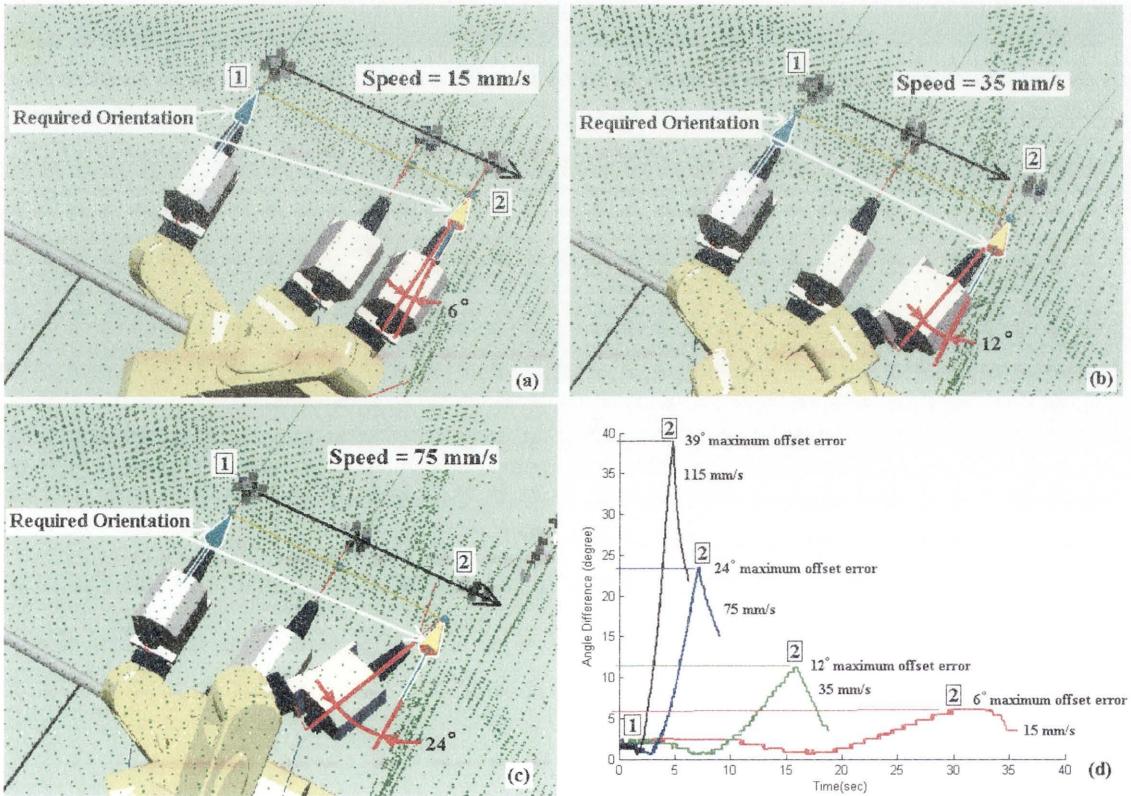 1
Speed = 15 mm/s
Required Orientation
2
6°
(a)
1
Speed = 35 mm/s
Required Orientation
2
12°
(b)
1
Speed = 75 mm/s
Required Orientation
2
24°
(c)
40
35
30
25
20
15
10
5
0
Angle Difference (degree)
2
39° maximum offset error
115 mm/s
2
24° maximum offset error
75 mm/s
2
12° maximum offset error
35 mm/s
2
6° maximum offset error
15 mm/s
1
0 5 10 15 20 25 30 35 40
Time(sec)
(d)